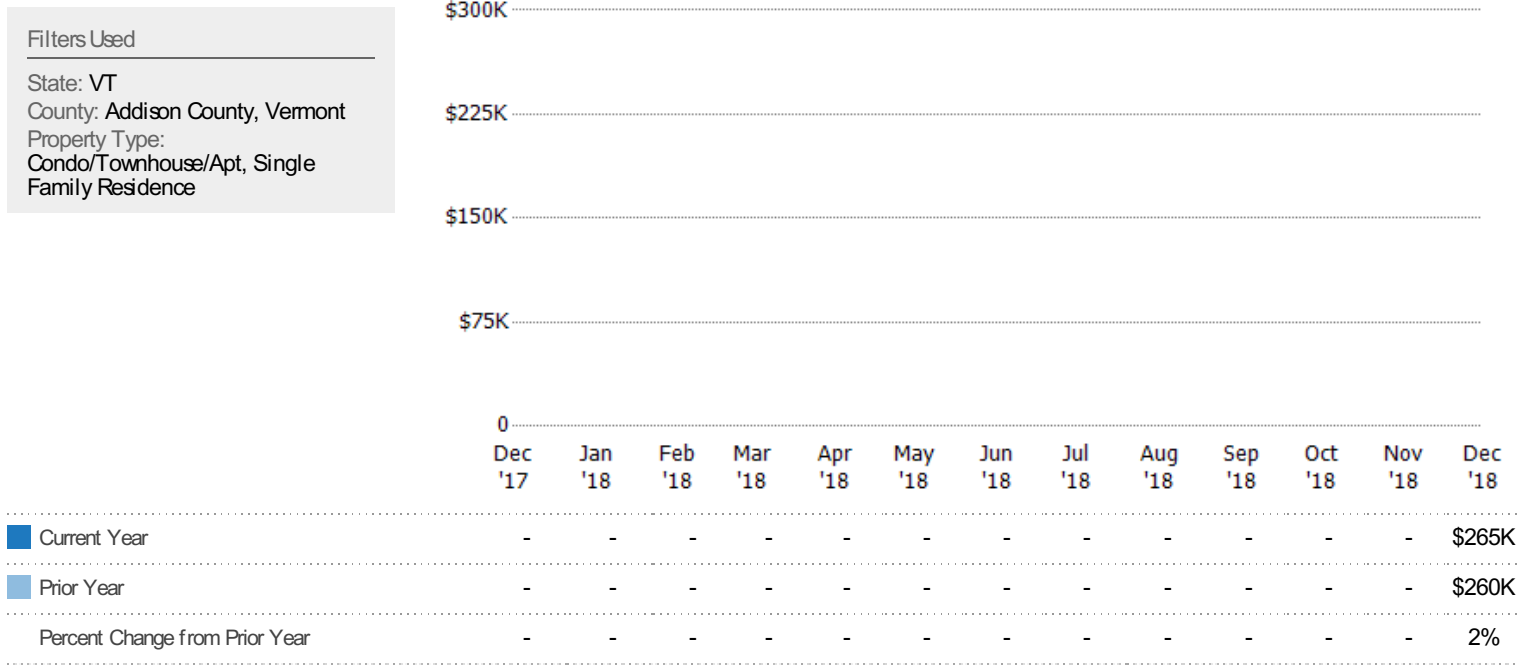 Filters Used
State: VT
County: Addison County, Vermont
Property Type:
Condo/Townhouse/Apt, Single
Family Residence
$300K
$225K
$150K
$75K
0
Dec Jan Feb Mar Apr May Jun Jul Aug Sep Oct Nov Dec
'17 '18 '18 '18 '18 '18 '18 '18 '18 '18 '18 '18 '18
Current Year - - - - - - - - - - - - $265K
Prior Year - - - - - - - - - - - - $260K
Percent Change from Prior Year - - - - - - - - - - - - 2%